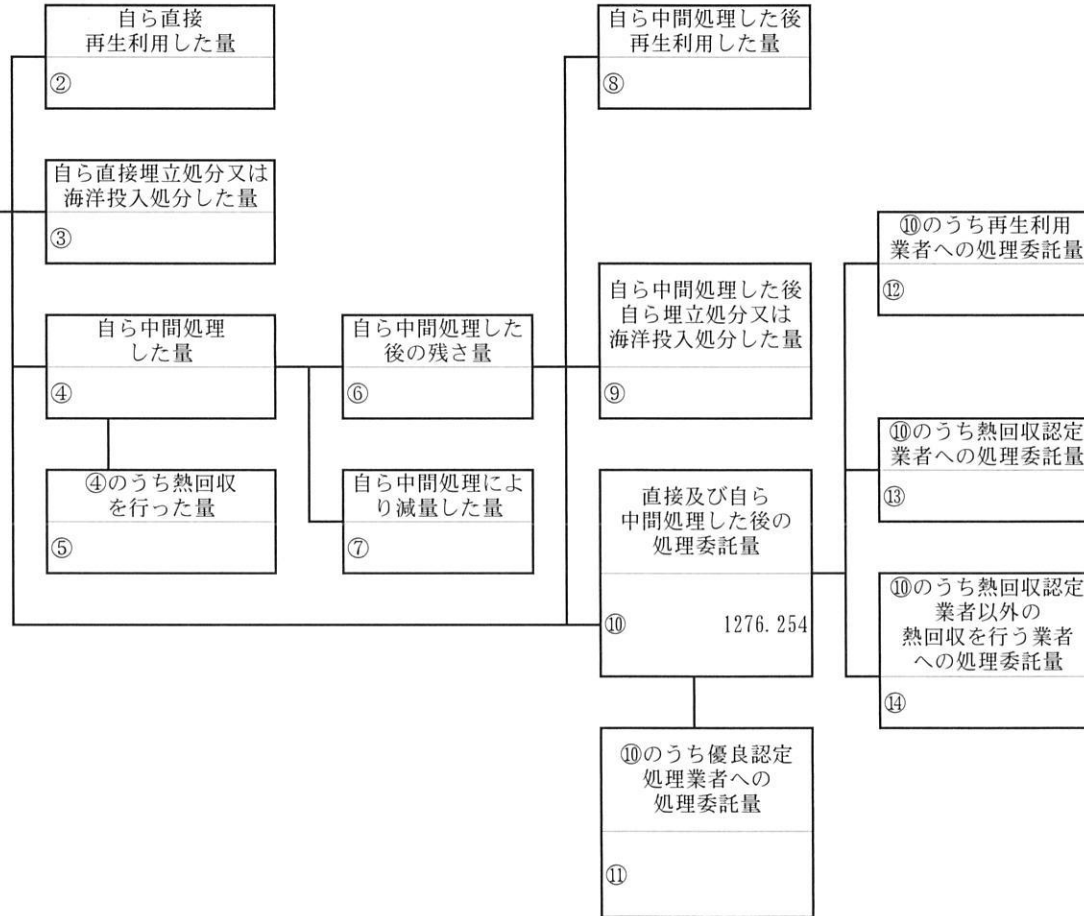 自ら直接
再生利用した量
②
自ら直接埋立処分又は
海洋投入処分した量
③
自ら中間処理
した量
④
④のうち熱回収
を行った量
⑤
自ら中間処理した
後の残さ量
⑥
自ら中間処理によ
り減量した量
⑦
自ら中間処理した後
再生利用した量
⑧
自ら中間処理した後
自ら埋立処分又は
海洋投入処分した量
⑨
直接及び自ら
中間処理した後の
処理委託量
⑩ 1276.254
⑩のうち優良認定
処理業者への
処理委託量
⑪
⑩のうち再生利用
業者への処理委託量
⑫
⑩のうち熱回収認定
業者への処理委託量
⑬
⑩のうち熱回収認定
業者以外の
熱回収を行う業者
への処理委託量
⑭